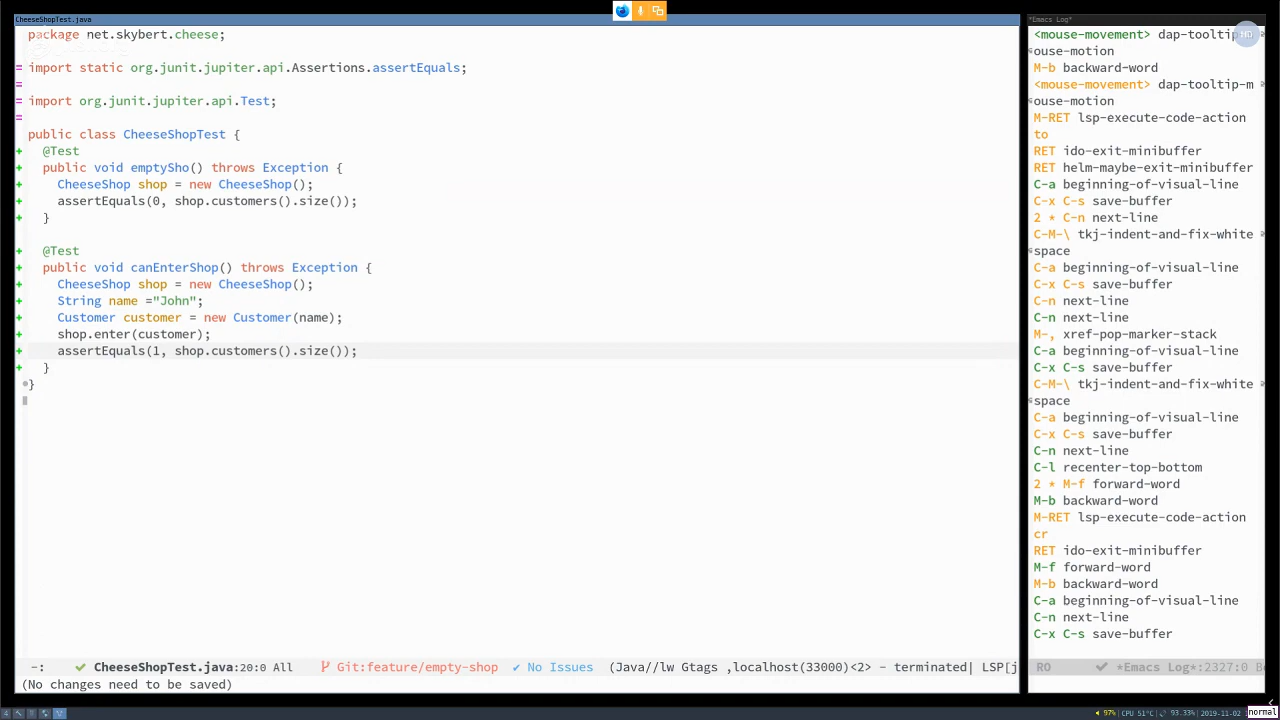 CheeseShopTest.java
package net.skybert.cheese;
import static org.junit.jupiter.api.Assertions.assertEquals;
import org.junit.jupiter.api.Test;
public class CheeseShopTest {
@Test
public void emptySho() throws Exception {
CheeseShop shop = new CheeseShop();
assertEquals(0, shop.customers().size());
}
@Test
public void canEnterShop() throws Exception {
CheeseShop shop = new CheeseShop();
String name ="John";
Customer customer = new Customer(name);
shop.enter(customer);
assertEquals(1, shop.customers().size());
}
}
-: ✔ CheeseShopTest.java:20:0 All Git:feature/empty-shop ✔ No Issues (Java//lw Gtags ,localhost(33000)<2> - terminated| LSP[j
(No changes need to be saved)
*Emacs Log*
<mouse-movement> dap-tooltip-
ouse-motion
M-b backward-word
<mouse-movement> dap-tooltip-m
ouse-motion
M-RET lsp-execute-code-action
to
RET ido-exit-minibuffer
RET helm-maybe-exit-minibuffer
C-a beginning-of-visual-line
C-x C-s save-buffer
2 * C-n next-line
C-M-\ tkj-indent-and-fix-white
space
C-a beginning-of-visual-line
C-x C-s save-buffer
C-n next-line
C-n next-line
M-, xref-pop-marker-stack
C-a beginning-of-visual-line
C-x C-s save-buffer
C-M-\ tkj-indent-and-fix-white
space
C-a beginning-of-visual-line
C-x C-s save-buffer
C-n next-line
C-l recenter-top-bottom
2 * M-f forward-word
M-b backward-word
M-RET lsp-execute-code-action
cr
RET ido-exit-minibuffer
M-f forward-word
M-b backward-word
C-a beginning-of-visual-line
C-n next-line
C-x C-s save-buffer
RO ✔ *Emacs Log*:2327:0 B
HD
97% CPU 51°C 93.33% 2019-11-02
normal